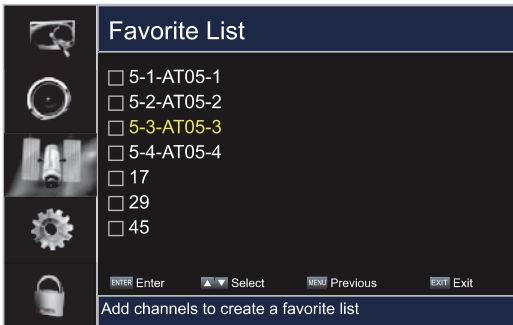 Favorite List
5-1-AT05-1
5-2-AT05-2
5-3-AT05-3
5-4-AT05-4
17
29
45
ENTER Enter ▲▼ Select MENU Previous EXIT Exit
Add channels to create a favorite list